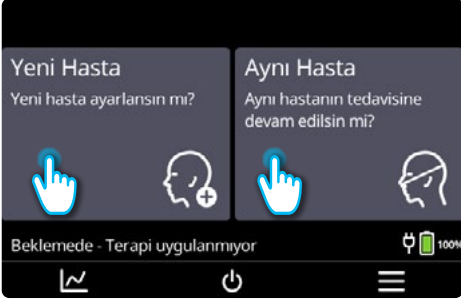 Yeni Hasta
Yeni hasta ayarlansın mı?
Aynı Hasta
Aynı hastanın tedavisine
devam edilsin mi?
Beklemede - Terapi uygulanmıyor
100%